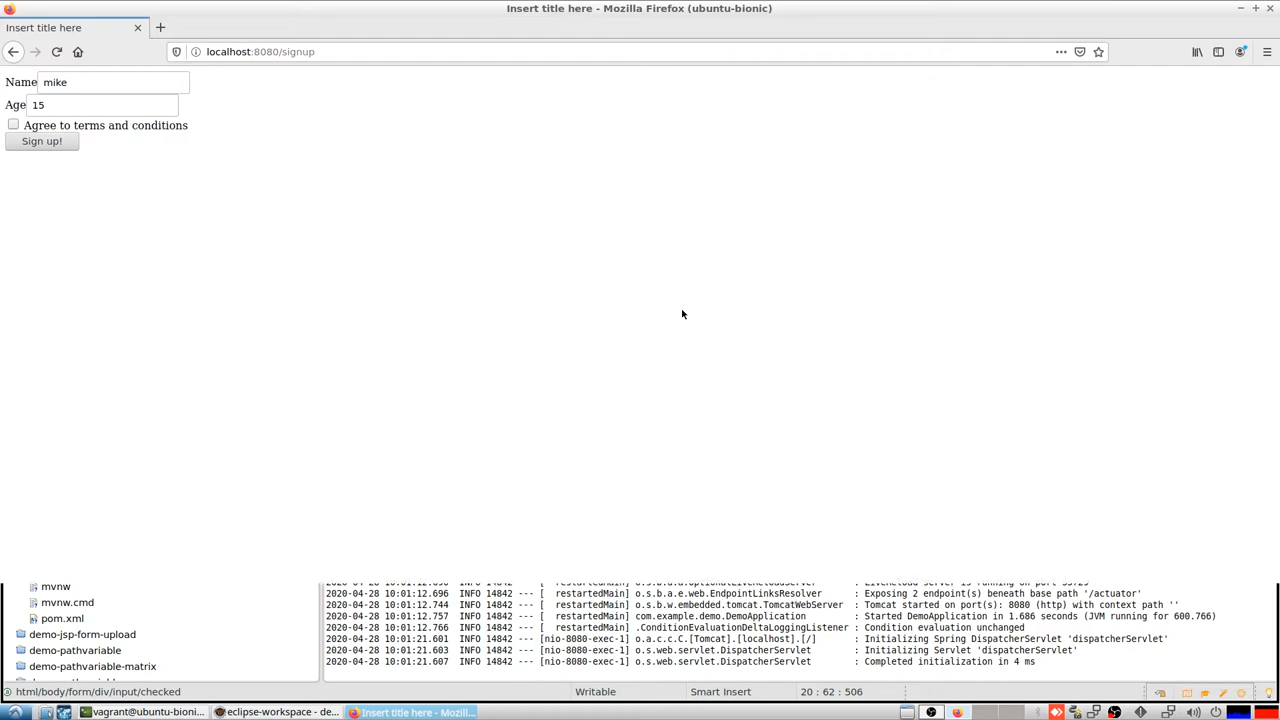 Insert title here - Mozilla Firefox (ubuntu-bionic)
Insert title here
localhost:8080/signup
Name mike
Age 15
Agree to terms and conditions
Sign up!
mvnw
mvnw.cmd
pom.xml
demo-jsp-form-upload
demo-pathvariable
demo-pathvariable-matrix
2020-04-28 10:01:12.696 INFO 14842 --- [ restartedMain] o.s.b.a.e.web.EndpointLinksResolver : Exposing 2 endpoint(s) beneath base path '/actuator'
2020-04-28 10:01:12.744 INFO 14842 --- [ restartedMain] o.s.b.w.embedded.tomcat.TomcatWebServer : Tomcat started on port(s): 8080 (http) with context path ''
2020-04-28 10:01:12.757 INFO 14842 --- [ restartedMain] com.example.demo.DemoApplication : Started DemoApplication in 1.686 seconds (JVM running for 600.766)
2020-04-28 10:01:12.766 INFO 14842 --- [ restartedMain] .ConditionEvaluationDeltaLoggingListener : Condition evaluation unchanged
2020-04-28 10:01:21.601 INFO 14842 --- [nio-8080-exec-1] o.a.c.c.C.[Tomcat].[localhost].[/] : Initializing Spring DispatcherServlet 'dispatcherServlet'
2020-04-28 10:01:21.603 INFO 14842 --- [nio-8080-exec-1] o.s.web.servlet.DispatcherServlet : Initializing Servlet 'dispatcherServlet'
2020-04-28 10:01:21.607 INFO 14842 --- [nio-8080-exec-1] o.s.web.servlet.DispatcherServlet : Completed initialization in 4 ms
html/body/form/div/input/checked Writable Smart Insert 20 : 62 : 506
vagrant@ubuntu-bioni... eclipse-workspace - de... Insert title here - Mozill...